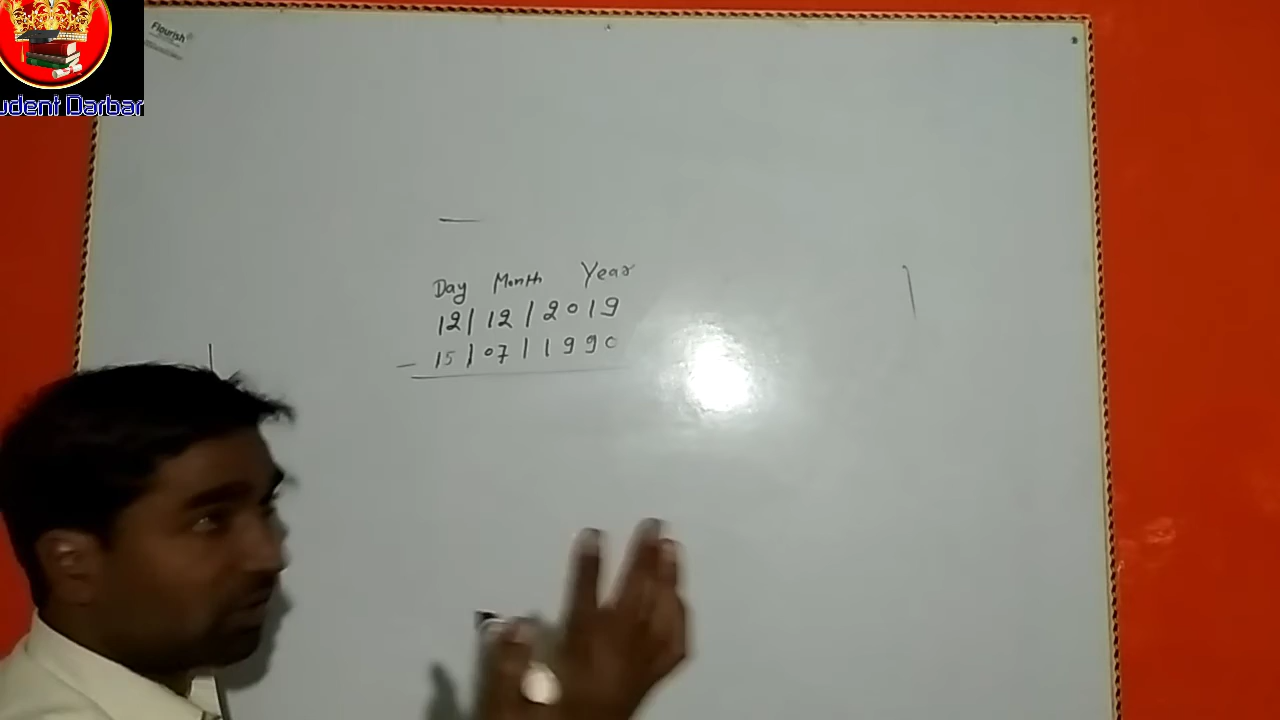 Flourish
udent Darbar
Day Month Year
12/12/2019
- 15/07/1990